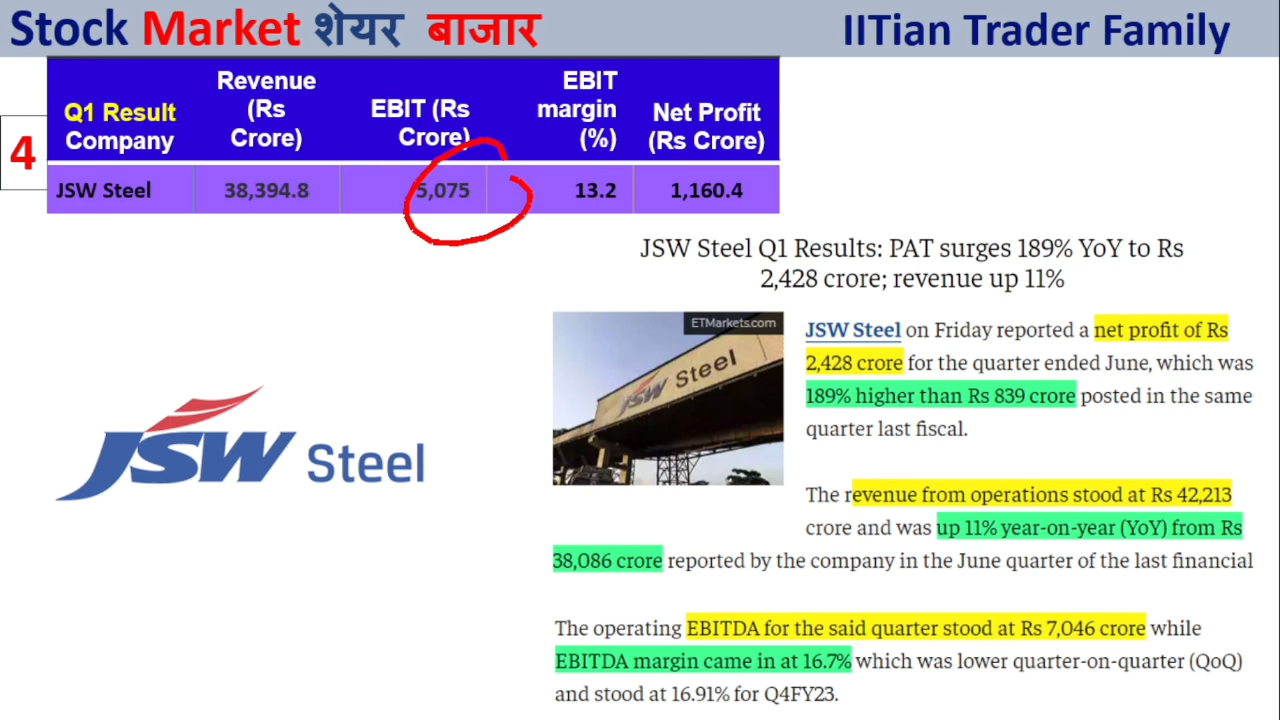 Stock Market शेयर बाजार
IITian Trader Family
4
Q1 Result
Company
Revenue
(Rs
Crore)
EBIT (Rs
Crore)
EBIT
margin
(%)
Net Profit
(Rs Crore)
JSW Steel 38,394.8 5,075 13.2 1,160.4
JSW Steel Q1 Results: PAT surges 189% YoY to Rs
2,428 crore; revenue up 11%
ETMarkets.com
JSW Steel
JSW Steel on Friday reported a net profit of Rs
2,428 crore for the quarter ended June, which was
189% higher than Rs 839 crore posted in the same
quarter last fiscal.
The revenue from operations stood at Rs 42,213
crore and was up 11% year-on-year (YoY) from Rs
38,086 crore reported by the company in the June quarter of the last financial
The operating EBITDA for the said quarter stood at Rs 7,046 crore while
EBITDA margin came in at 16.7% which was lower quarter-on-quarter (QoQ)
and stood at 16.91% for Q4FY23.
JSW Steel